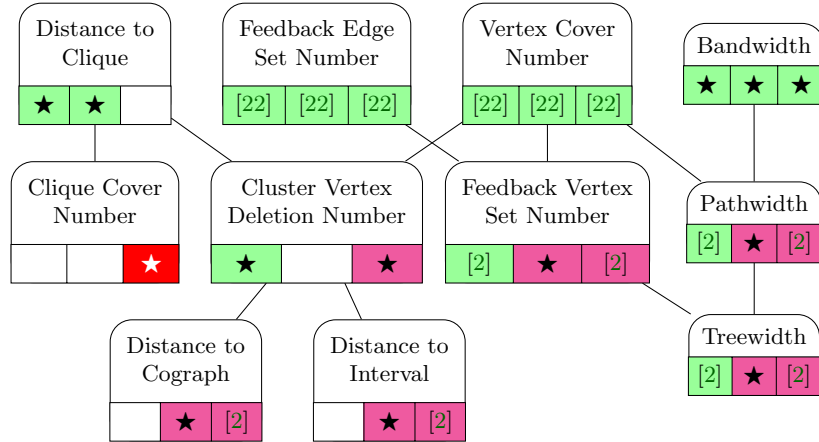 Distance to
Clique
★ ★
Feedback Edge
Set Number
[22] [22] [22]
Vertex Cover
Number
[22] [22] [22]
Bandwidth
★ ★ ★
Clique Cover
Number
★
Cluster Vertex
Deletion Number
★ ★
Feedback Vertex
Set Number
[2] ★ [2]
Pathwidth
[2] ★ [2]
Distance to
Cograph
★ [2]
Distance to
Interval
★ [2]
Treewidth
[2] ★ [2]